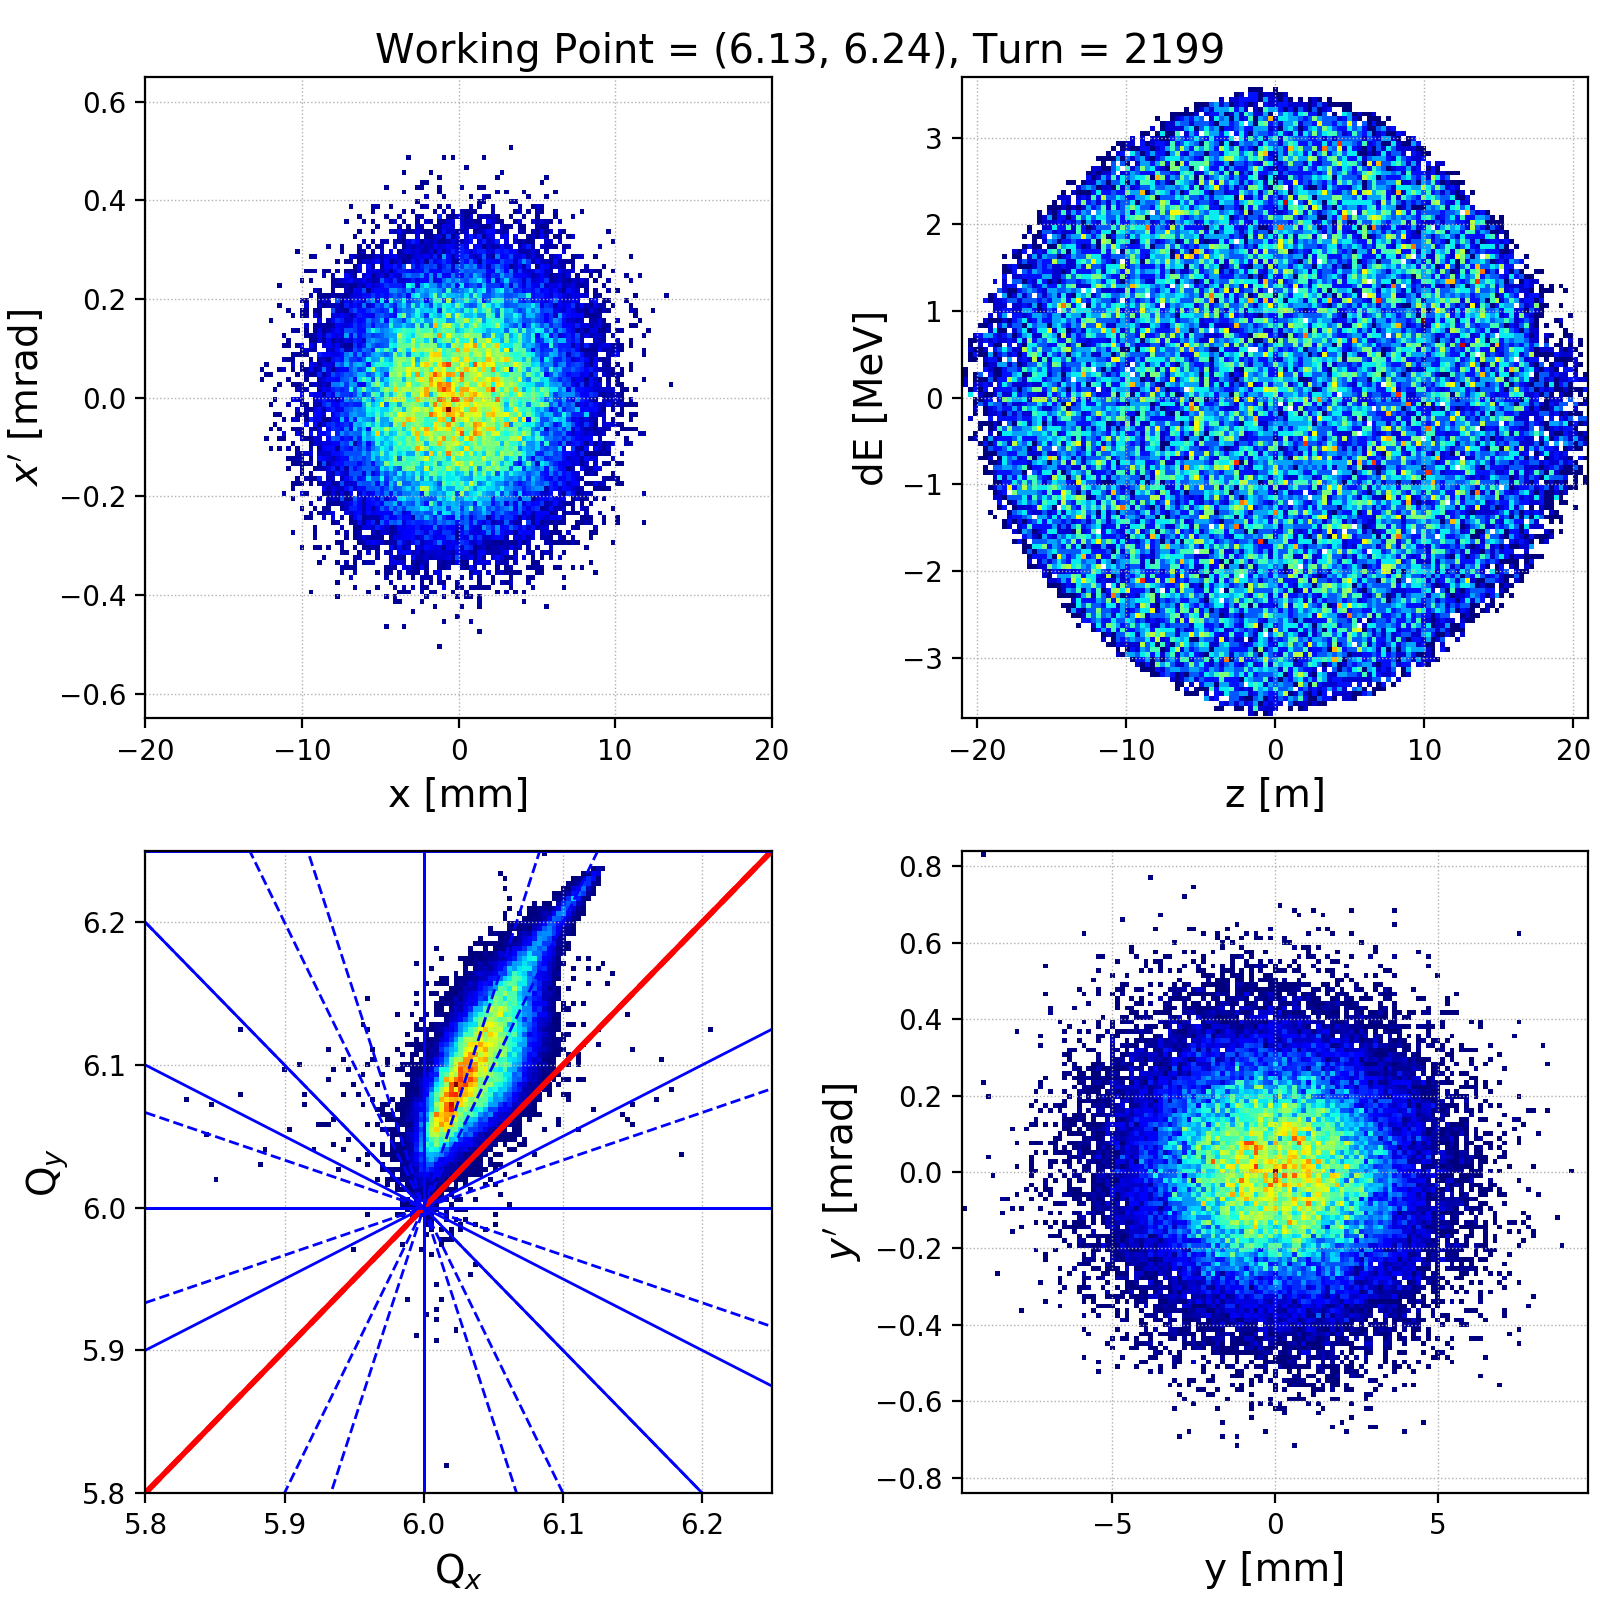 Working Point = (6.13, 6.24), Turn = 2199
0.6
0.4
0.2
0.0
−0.2
−0.4
−0.6
x′ [mrad]
−20 −10 0 10 20
x [mm]
3
2
1
0
−1
−2
−3
dE [MeV]
−20 −10 0 10 20
z [m]
6.2
6.1
6.0
5.9
5.8
Qy
5.8 5.9 6.0 6.1 6.2
Qx
0.8
0.6
0.4
0.2
0.0
−0.2
−0.4
−0.6
−0.8
y′ [mrad]
−5 0 5
y [mm]